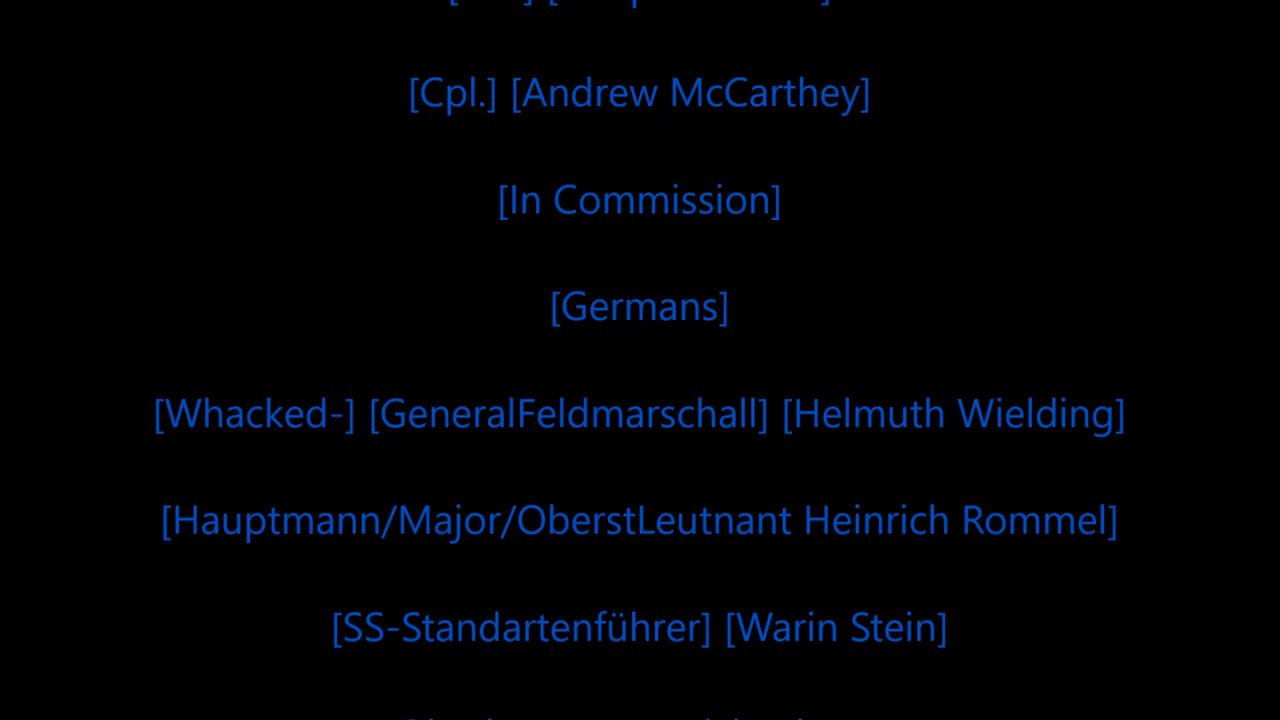 [Cpl.] [Andrew McCarthey]
[In Commission]
[Germans]
[Whacked-] [GeneralFeldmarschall] [Helmuth Wielding]
[Hauptmann/Major/OberstLeutnant Heinrich Rommel]
[SS-Standartenführer] [Warin Stein]